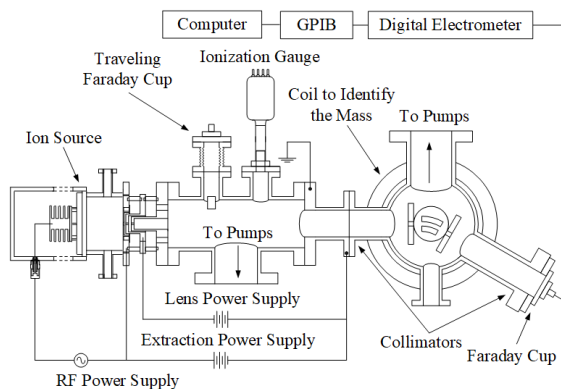 Computer
GPIB
Digital Electrometer
Ionization Gauge
Traveling
Faraday Cup
Coil to Identify
the Mass
To Pumps
Ion Source
To Pumps
Lens Power Supply
Extraction Power Supply
Collimators
Faraday Cup
RF Power Supply